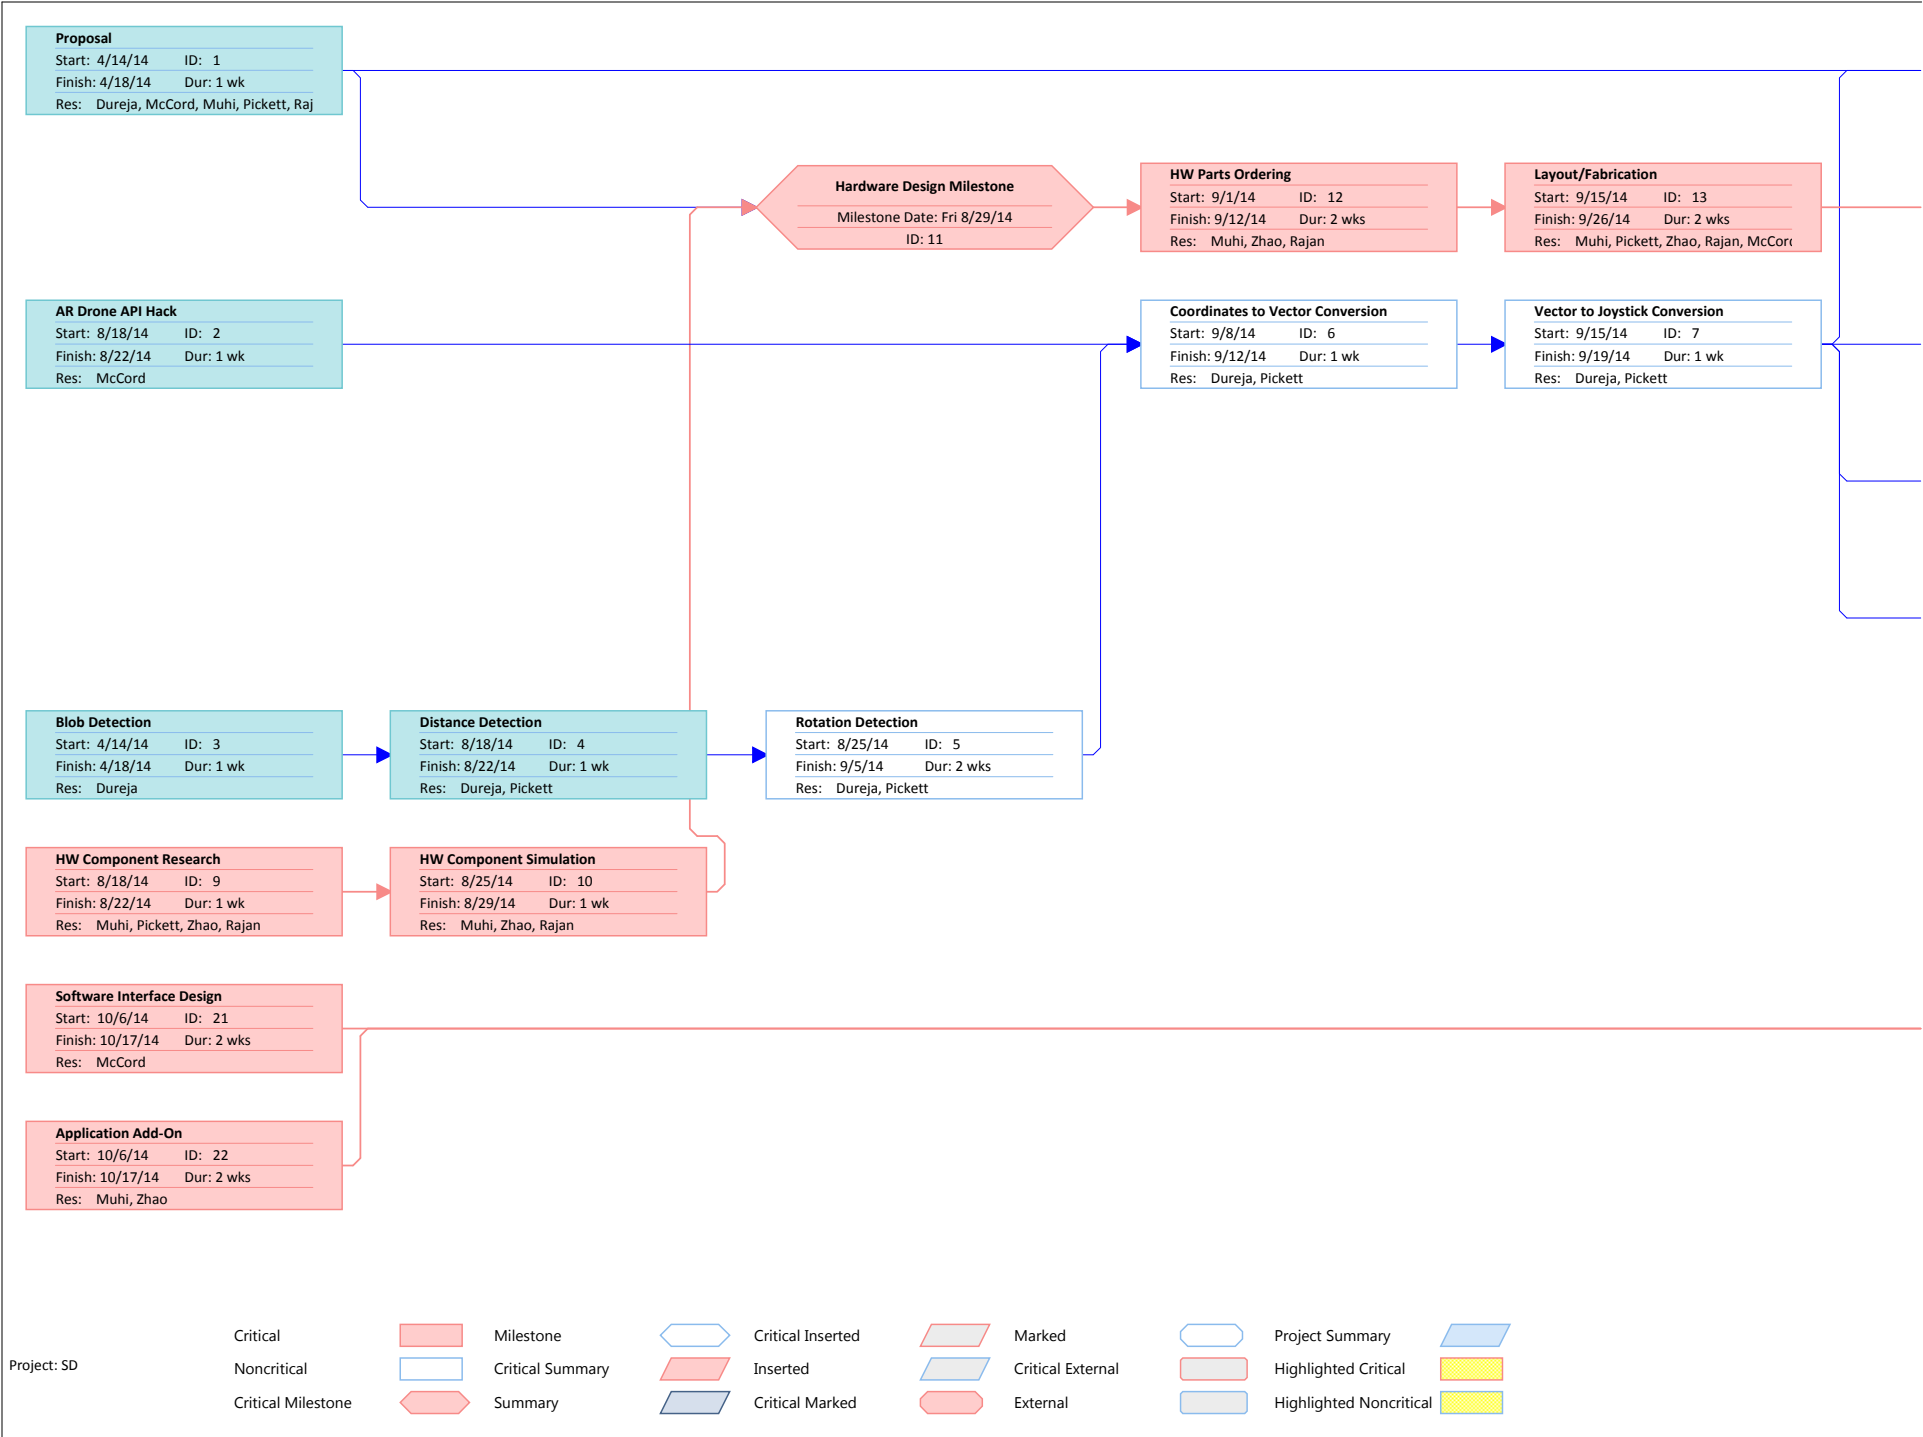 Proposal
Start: 4/14/14 ID: 1
Finish: 4/18/14 Dur: 1 wk
Res: Dureja, McCord, Muhi, Pickett, Raj
Hardware Design Milestone
Milestone Date: Fri 8/29/14
ID: 11
HW Parts Ordering
Start: 9/1/14 ID: 12
Finish: 9/12/14 Dur: 2 wks
Res: Muhi, Zhao, Rajan
Layout/Fabrication
Start: 9/15/14 ID: 13
Finish: 9/26/14 Dur: 2 wks
Res: Muhi, Pickett, Zhao, Rajan, McCord
AR Drone API Hack
Start: 8/18/14 ID: 2
Finish: 8/22/14 Dur: 1 wk
Res: McCord
Coordinates to Vector Conversion
Start: 9/8/14 ID: 6
Finish: 9/12/14 Dur: 1 wk
Res: Dureja, Pickett
Vector to Joystick Conversion
Start: 9/15/14 ID: 7
Finish: 9/19/14 Dur: 1 wk
Res: Dureja, Pickett
Blob Detection
Start: 4/14/14 ID: 3
Finish: 4/18/14 Dur: 1 wk
Res: Dureja
Distance Detection
Start: 8/18/14 ID: 4
Finish: 8/22/14 Dur: 1 wk
Res: Dureja, Pickett
Rotation Detection
Start: 8/25/14 ID: 5
Finish: 9/5/14 Dur: 2 wks
Res: Dureja, Pickett
HW Component Research
Start: 8/18/14 ID: 9
Finish: 8/22/14 Dur: 1 wk
Res: Muhi, Pickett, Zhao, Rajan
HW Component Simulation
Start: 8/25/14 ID: 10
Finish: 8/29/14 Dur: 1 wk
Res: Muhi, Zhao, Rajan
Software Interface Design
Start: 10/6/14 ID: 21
Finish: 10/17/14 Dur: 2 wks
Res: McCord
Application Add-On
Start: 10/6/14 ID: 22
Finish: 10/17/14 Dur: 2 wks
Res: Muhi, Zhao
Project: SD
Critical
Noncritical
Critical Milestone
Milestone
Critical Summary
Summary
Critical Inserted
Inserted
Critical Marked
Marked
Critical External
External
Project Summary
Highlighted Critical
Highlighted Noncritical